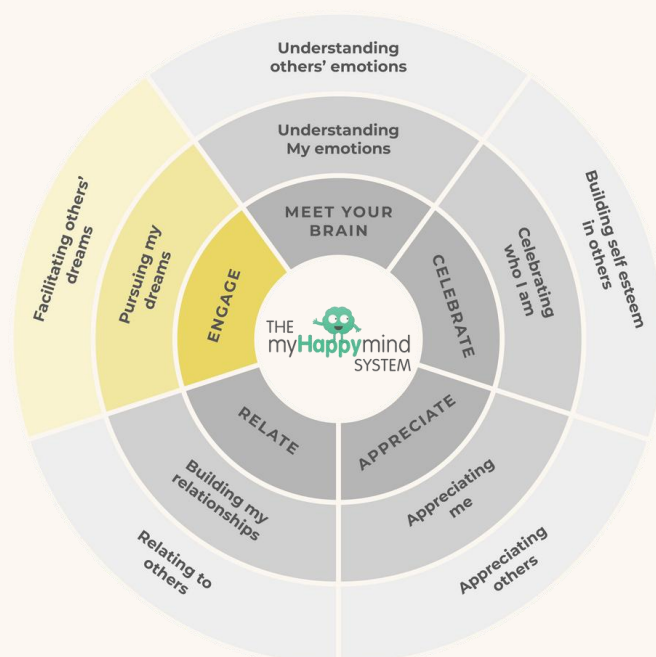 Understanding
others’ emotions
Understanding
My emotions
MEET YOUR
BRAIN
Building self esteem
in others
Celebrating
who I am
CELEBRATE
Appreciating
others
Appreciating
me
APPRECIATE
Relating to
others
Building my
relationships
RELATE
Facilitating others’
dreams
Pursuing my
dreams
ENGAGE
THE
myHappymind
SYSTEM